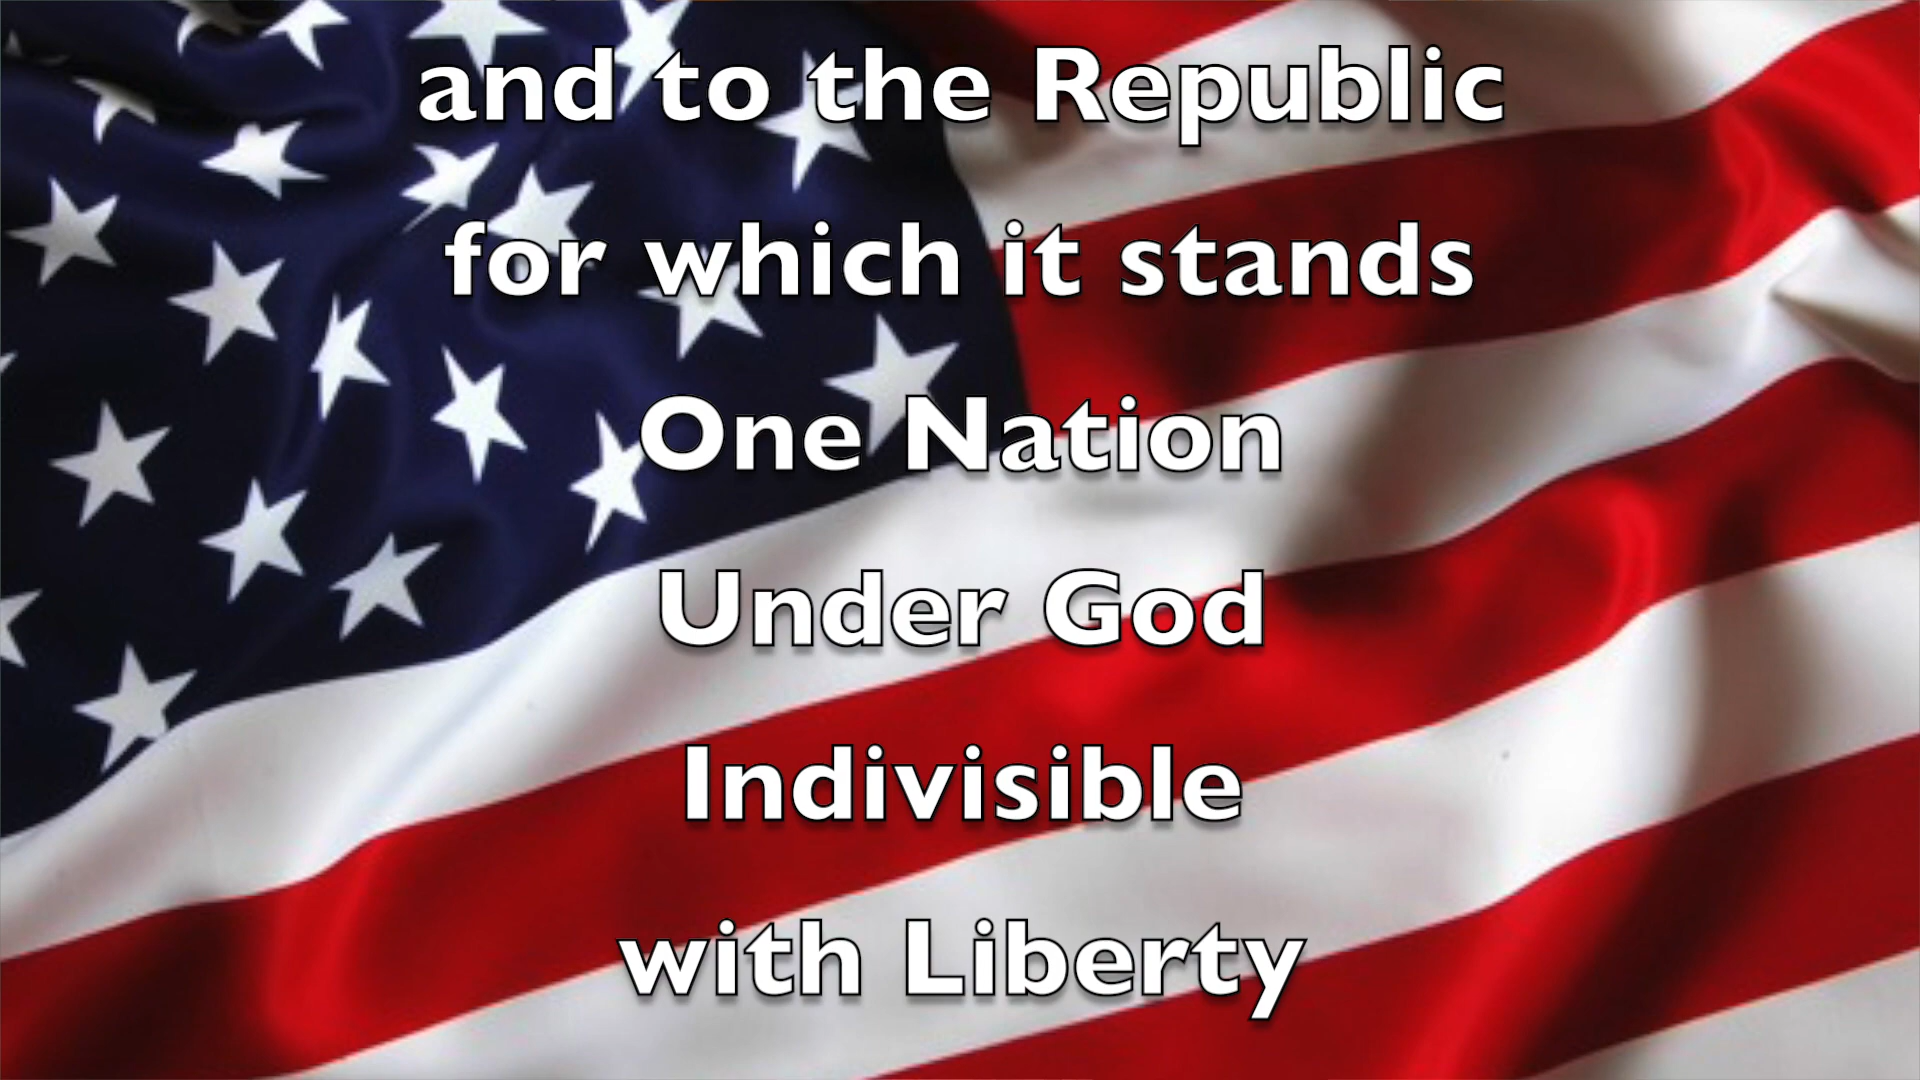 and to the Republic
for which it stands
One Nation
Under God
Indivisible
with Liberty